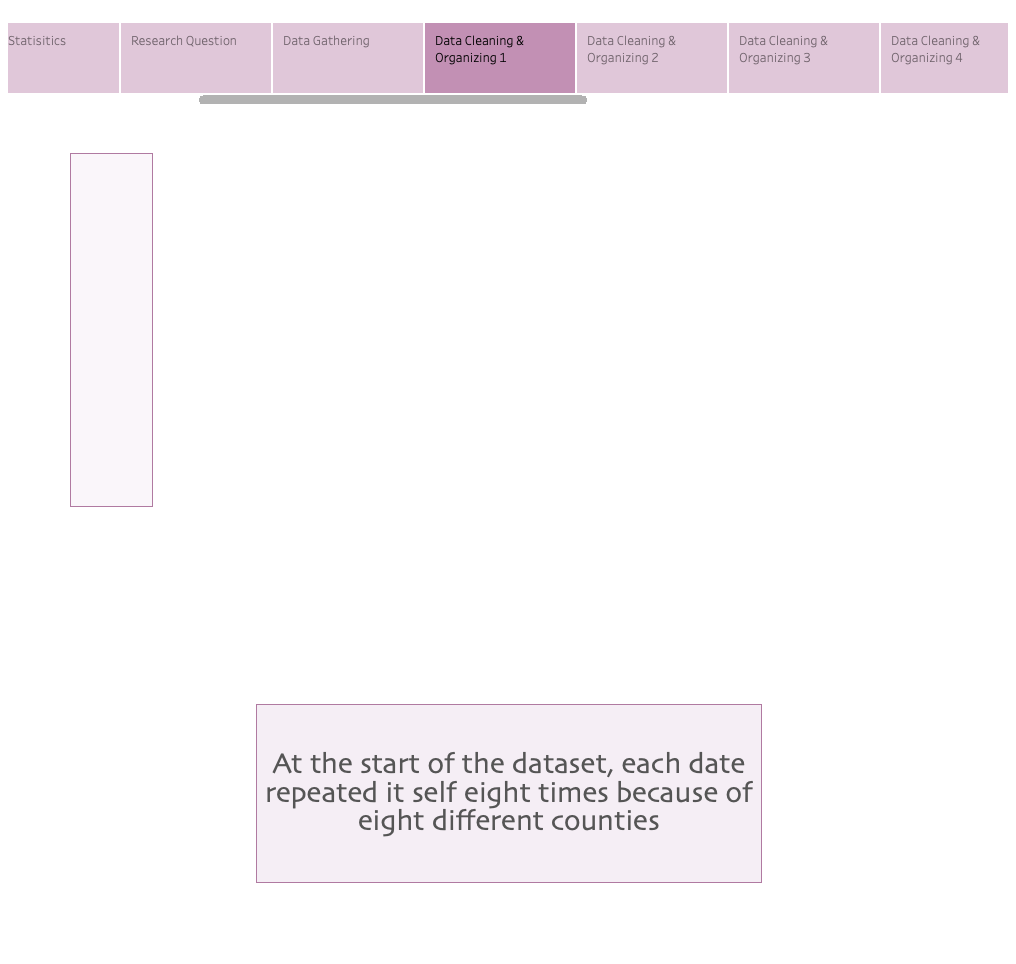 Statisitics
Research Question
Data Gathering
Data Cleaning &
Organizing 1
Data Cleaning &
Organizing 2
Data Cleaning &
Organizing 3
Data Cleaning &
Organizing 4
At the start of the dataset, each date
repeated it self eight times because of
eight different counties